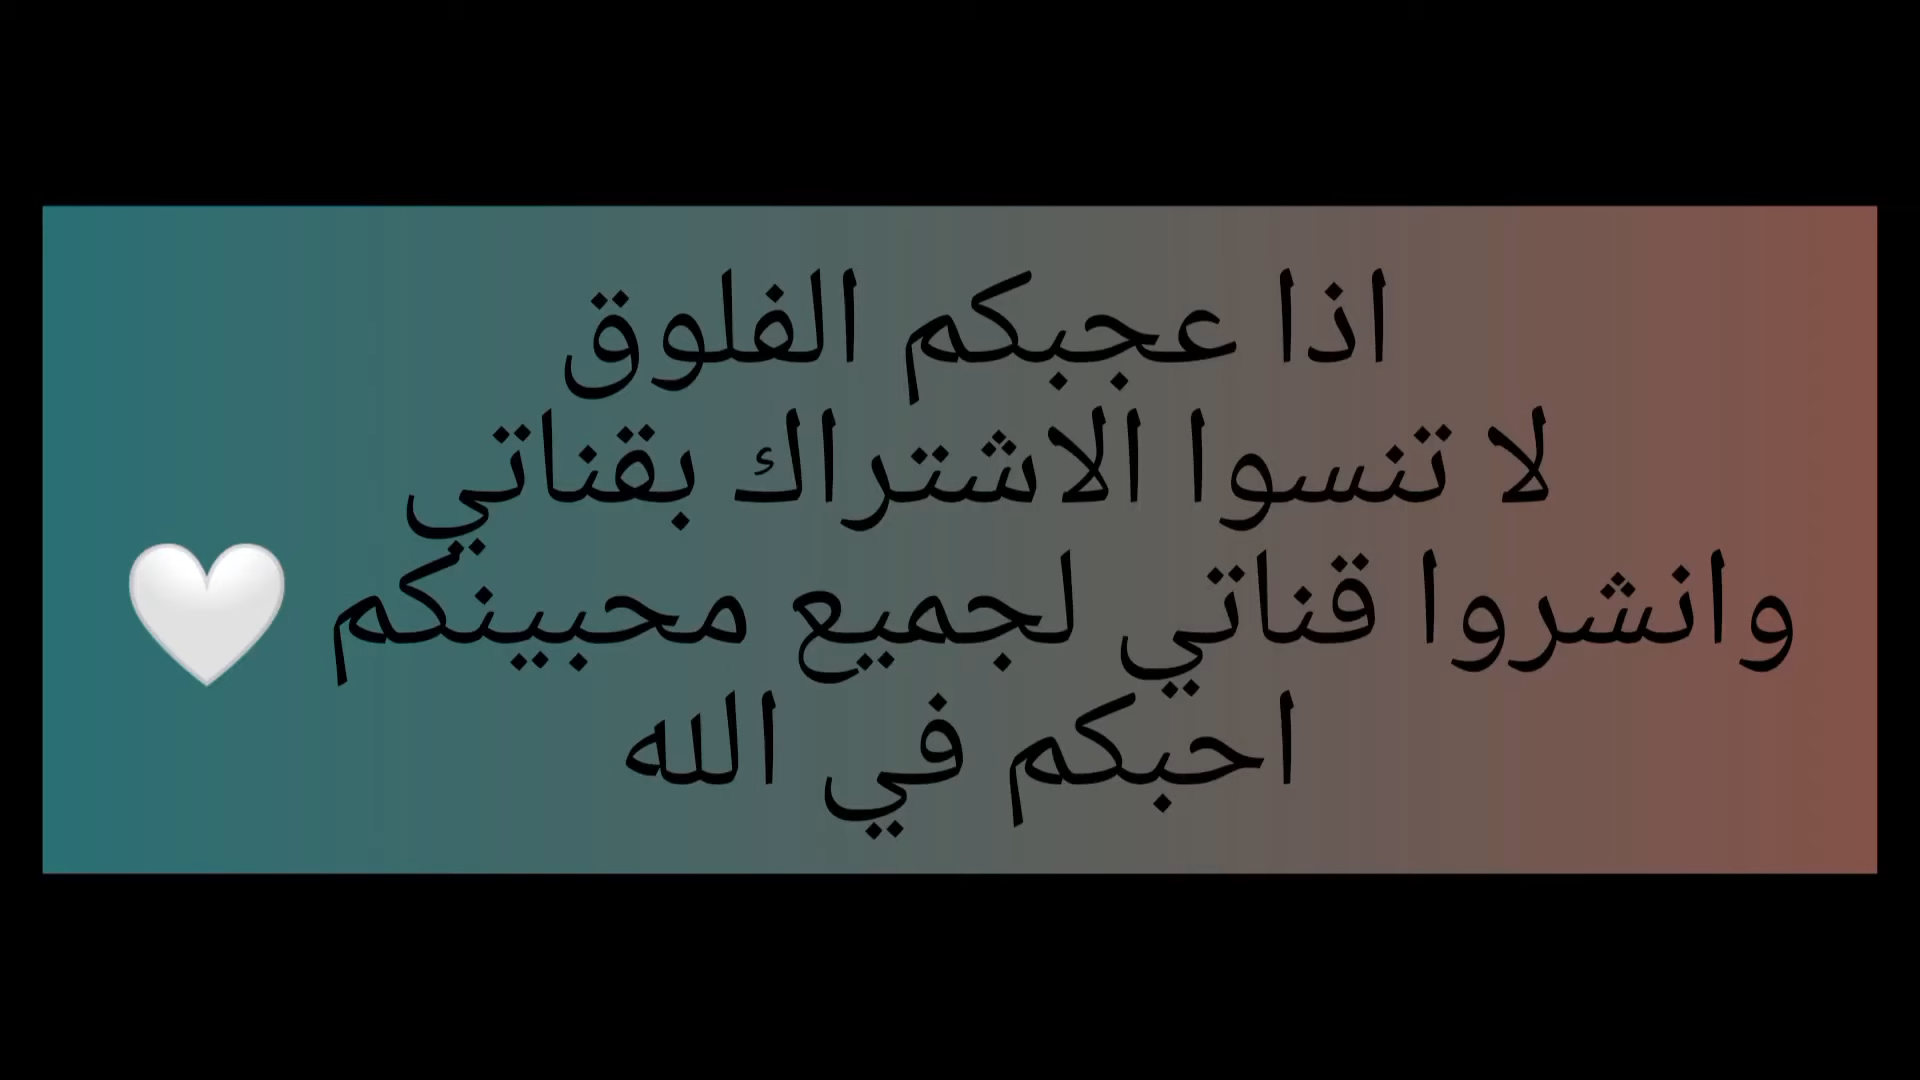 اذا عجبكم الفلوق
لا تنسوا الاشتراك بقناتي
وانشروا قناتي لجميع محبينكم 🤍
احبكم في الله